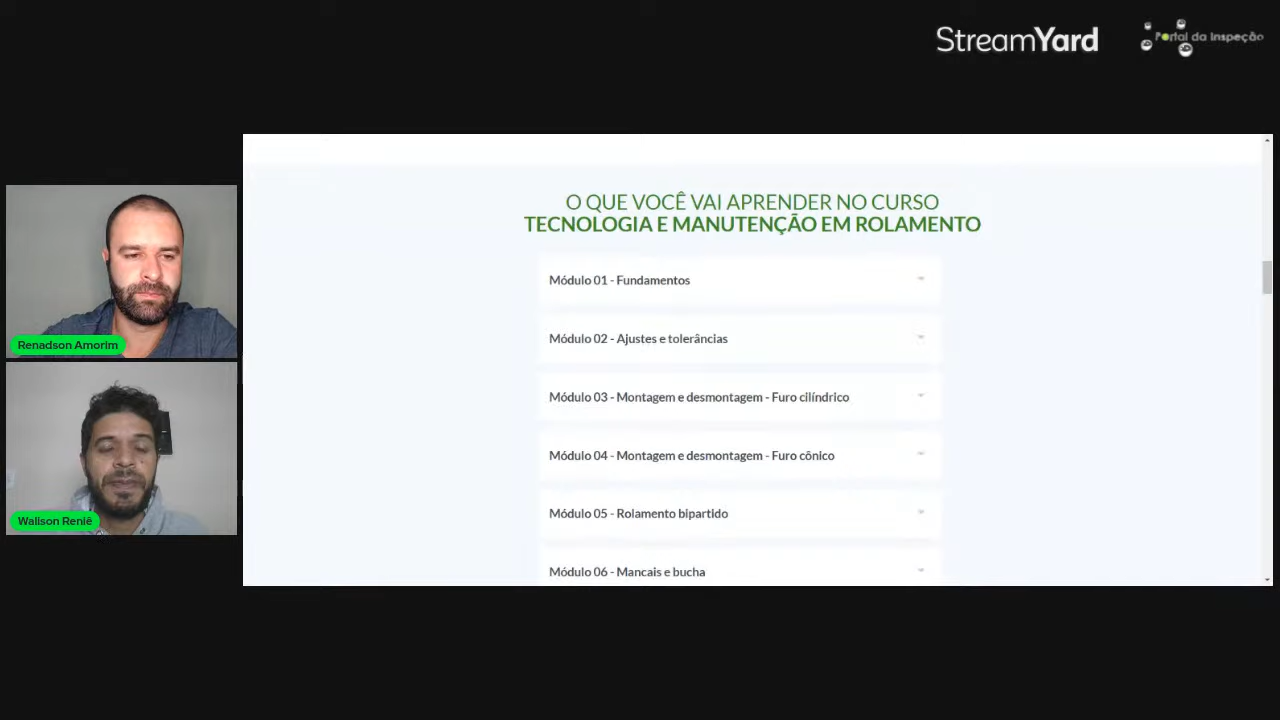 StreamYard
Portal da Inspeção
O QUE VOCÊ VAI APRENDER NO CURSO
TECNOLOGIA E MANUTENÇÃO EM ROLAMENTO
Módulo 01 - Fundamentos
Módulo 02 - Ajustes e tolerâncias
Módulo 03 - Montagem e desmontagem - Furo cilíndrico
Módulo 04 - Montagem e desmontagem - Furo cônico
Módulo 05 - Rolamento bipartido
Módulo 06 - Mancais e bucha
Renadson Amorim
Walison Reniê